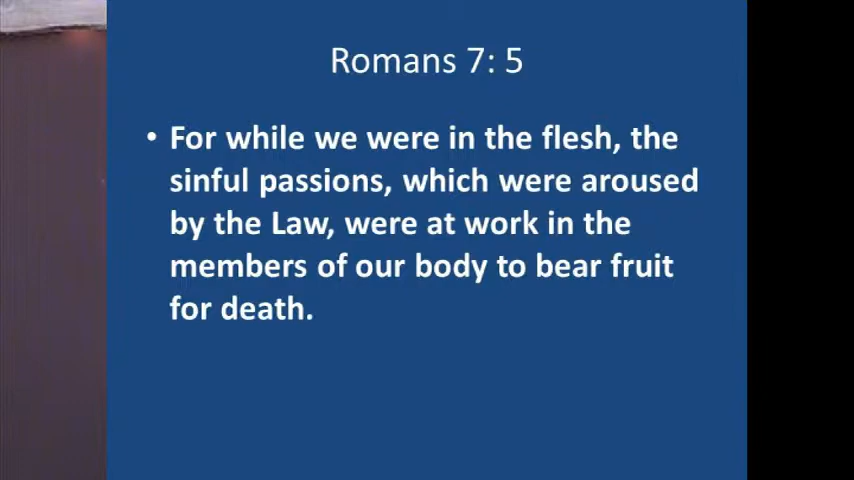 Romans 7: 5
• For while we were in the flesh, the
sinful passions, which were aroused
by the Law, were at work in the
members of our body to bear fruit
for death.